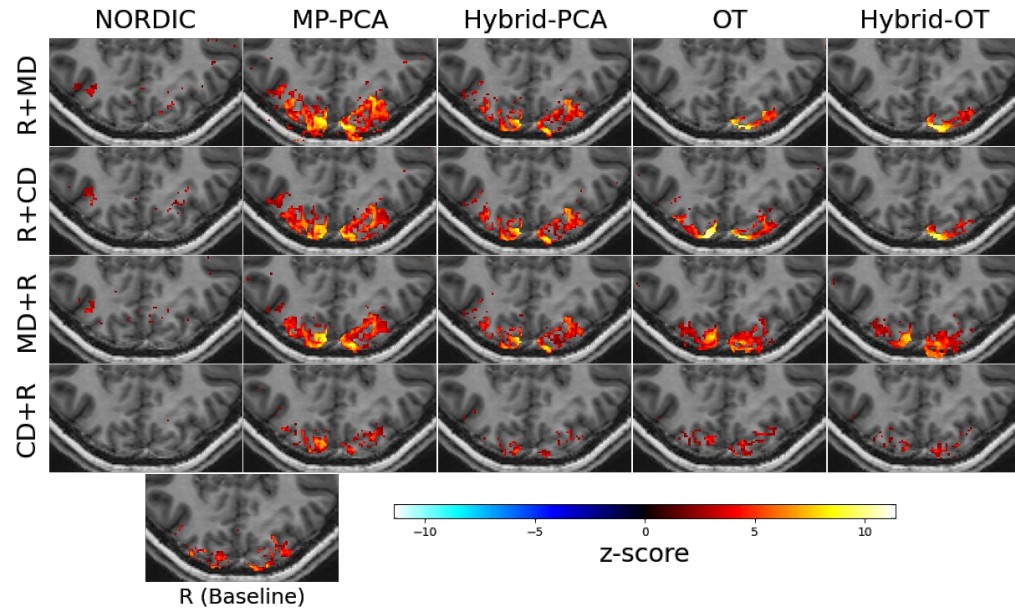 NORDIC MP-PCA Hybrid-PCA OT Hybrid-OT
R+MD
R+CD
MD+R
CD+R
−10 −5 0 5 10
z-score
R (Baseline)